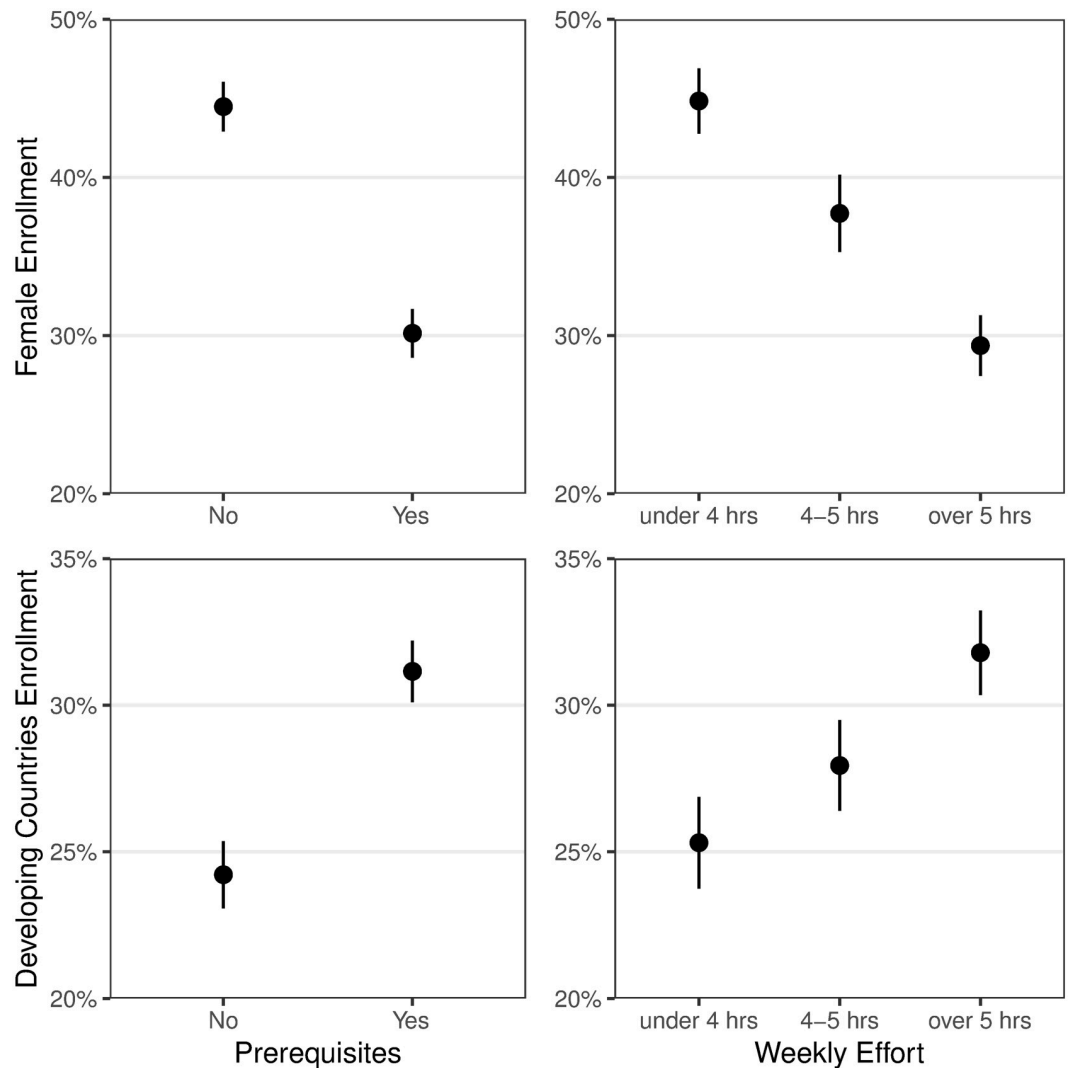 Female Enrollment
50%
40%
30%
20%
No Yes
50%
40%
30%
20%
under 4 hrs 4–5 hrs over 5 hrs
Developing Countries Enrollment
35%
30%
25%
20%
No Yes
Prerequisites
35%
30%
25%
20%
under 4 hrs 4–5 hrs over 5 hrs
Weekly Effort